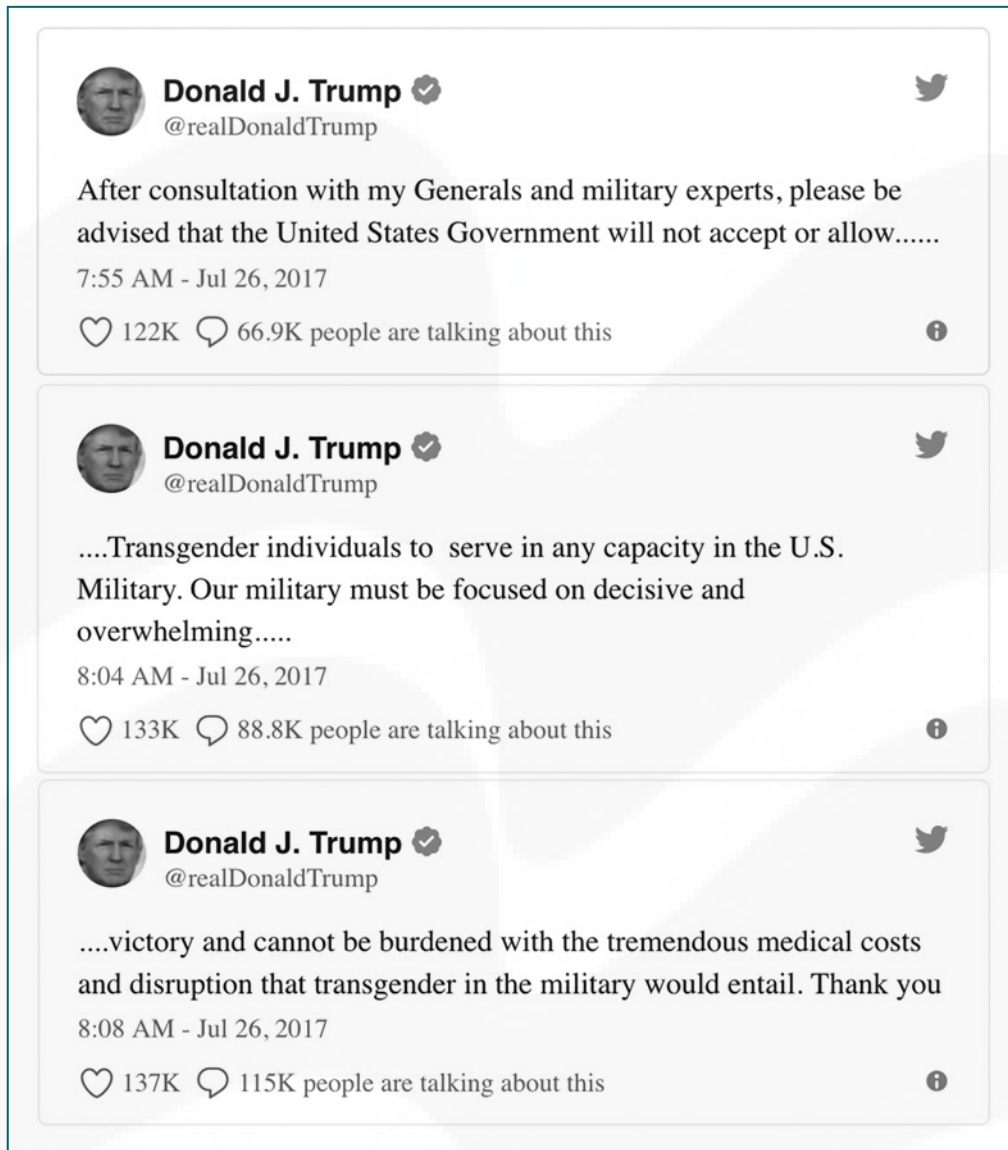 Donald J. Trump
@realDonaldTrump
After consultation with my Generals and military experts, please be
advised that the United States Government will not accept or allow......
7:55 AM - Jul 26, 2017
122K 66.9K people are talking about this
Donald J. Trump
@realDonaldTrump
....Transgender individuals to  serve in any capacity in the U.S.
Military. Our military must be focused on decisive and
overwhelming.....
8:04 AM - Jul 26, 2017
133K 88.8K people are talking about this
Donald J. Trump
@realDonaldTrump
....victory and cannot be burdened with the tremendous medical costs
and disruption that transgender in the military would entail. Thank you
8:08 AM - Jul 26, 2017
137K 115K people are talking about this